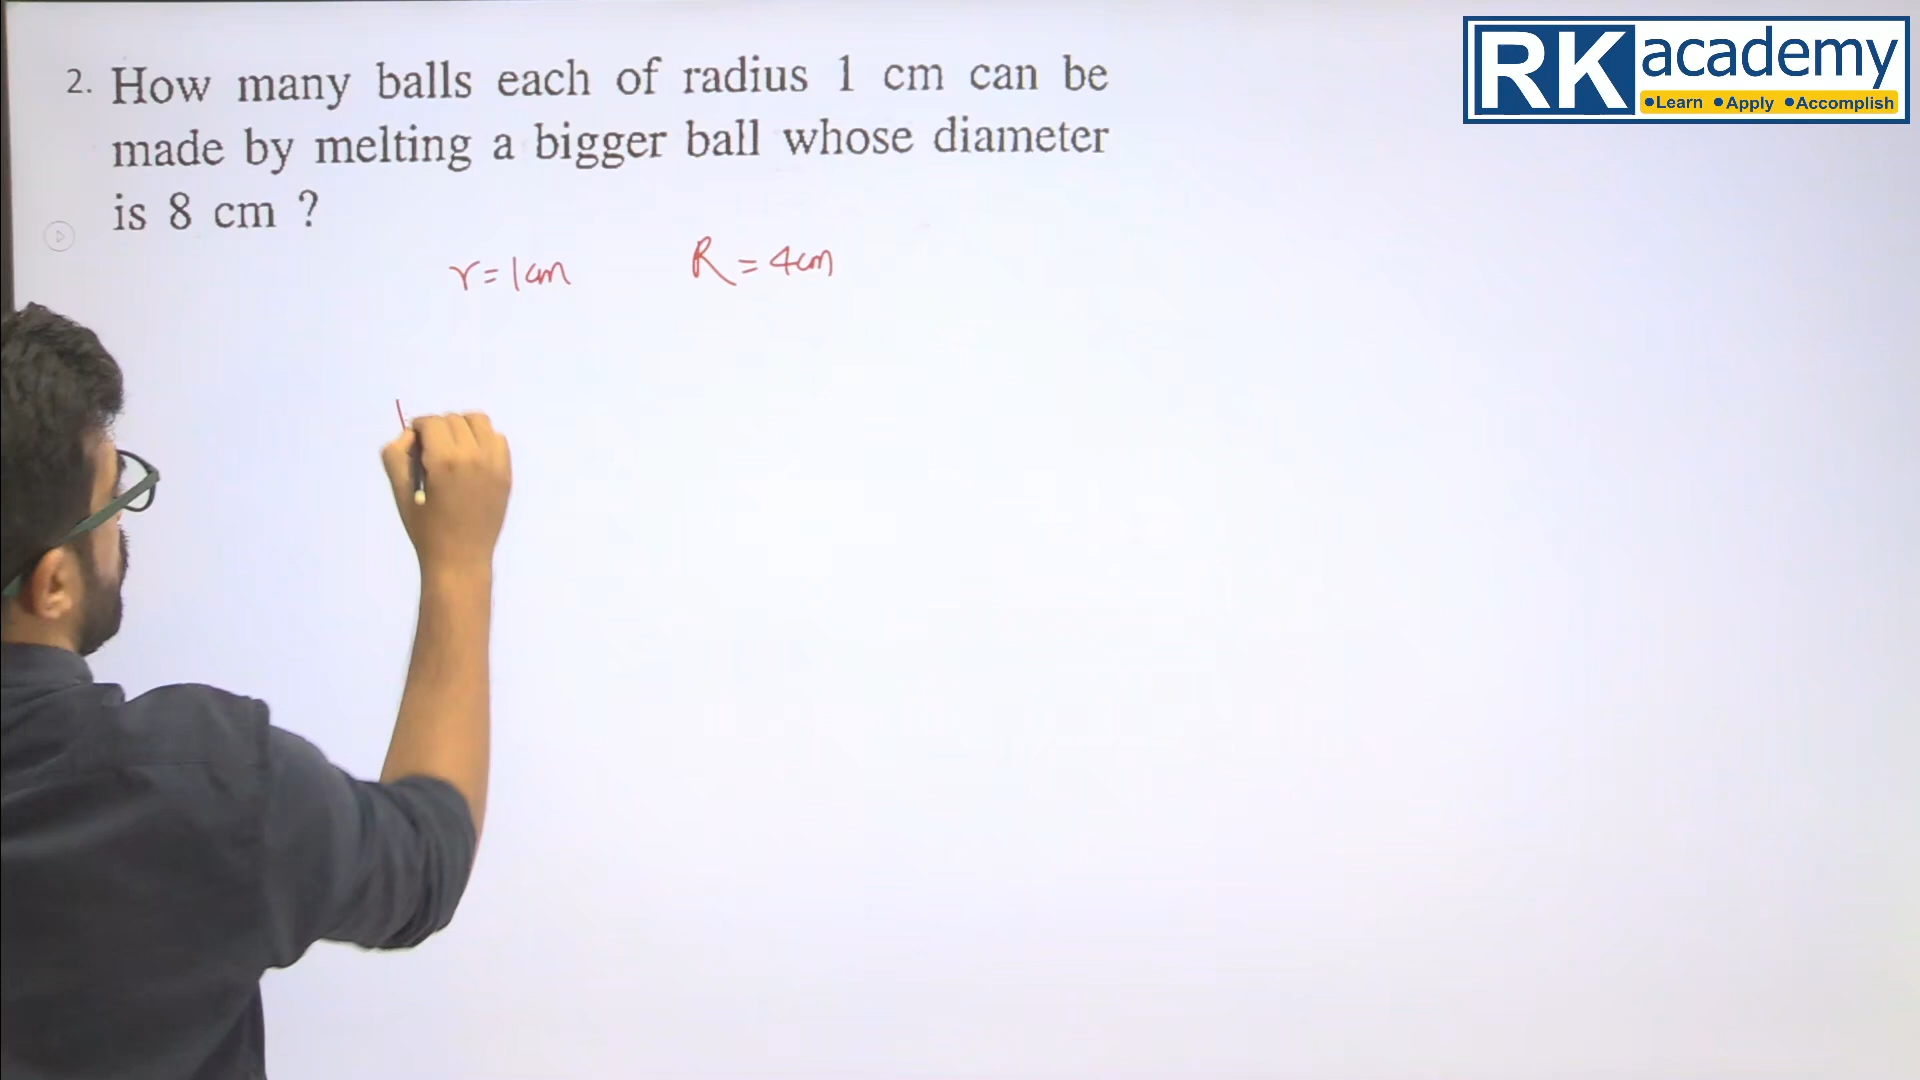 2. How many balls each of radius 1 cm can be
made by melting a bigger ball whose diameter
is 8 cm ?
r = 1cm R = 4cm
RK academy
•Learn •Apply •Accomplish